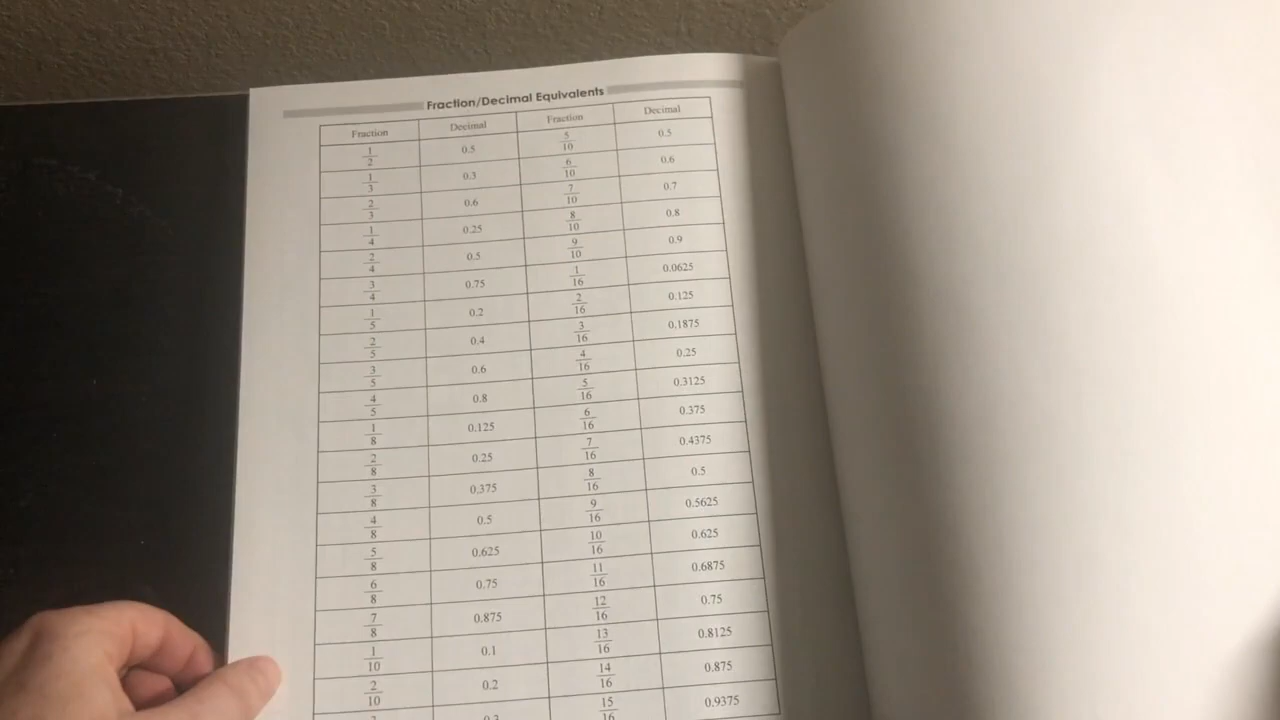 Fraction/Decimal Equivalents
Fraction Decimal Fraction Decimal
1/2 0.5 5/10 0.5
1/3 0.3 6/10 0.6
2/3 0.6 7/10 0.7
1/4 0.25 8/10 0.8
2/4 0.5 9/10 0.9
3/4 0.75 1/16 0.0625
1/5 0.2 2/16 0.125
2/5 0.4 3/16 0.1875
3/5 0.6 4/16 0.25
4/5 0.8 5/16 0.3125
1/8 0.125 6/16 0.375
2/8 0.25 7/16 0.4375
3/8 0.375 8/16 0.5
4/8 0.5 9/16 0.5625
5/8 0.625 10/16 0.625
6/8 0.75 11/16 0.6875
7/8 0.875 12/16 0.75
1/10 0.1 13/16 0.8125
2/10 0.2 14/16 0.875
0.3 15/16 0.9375